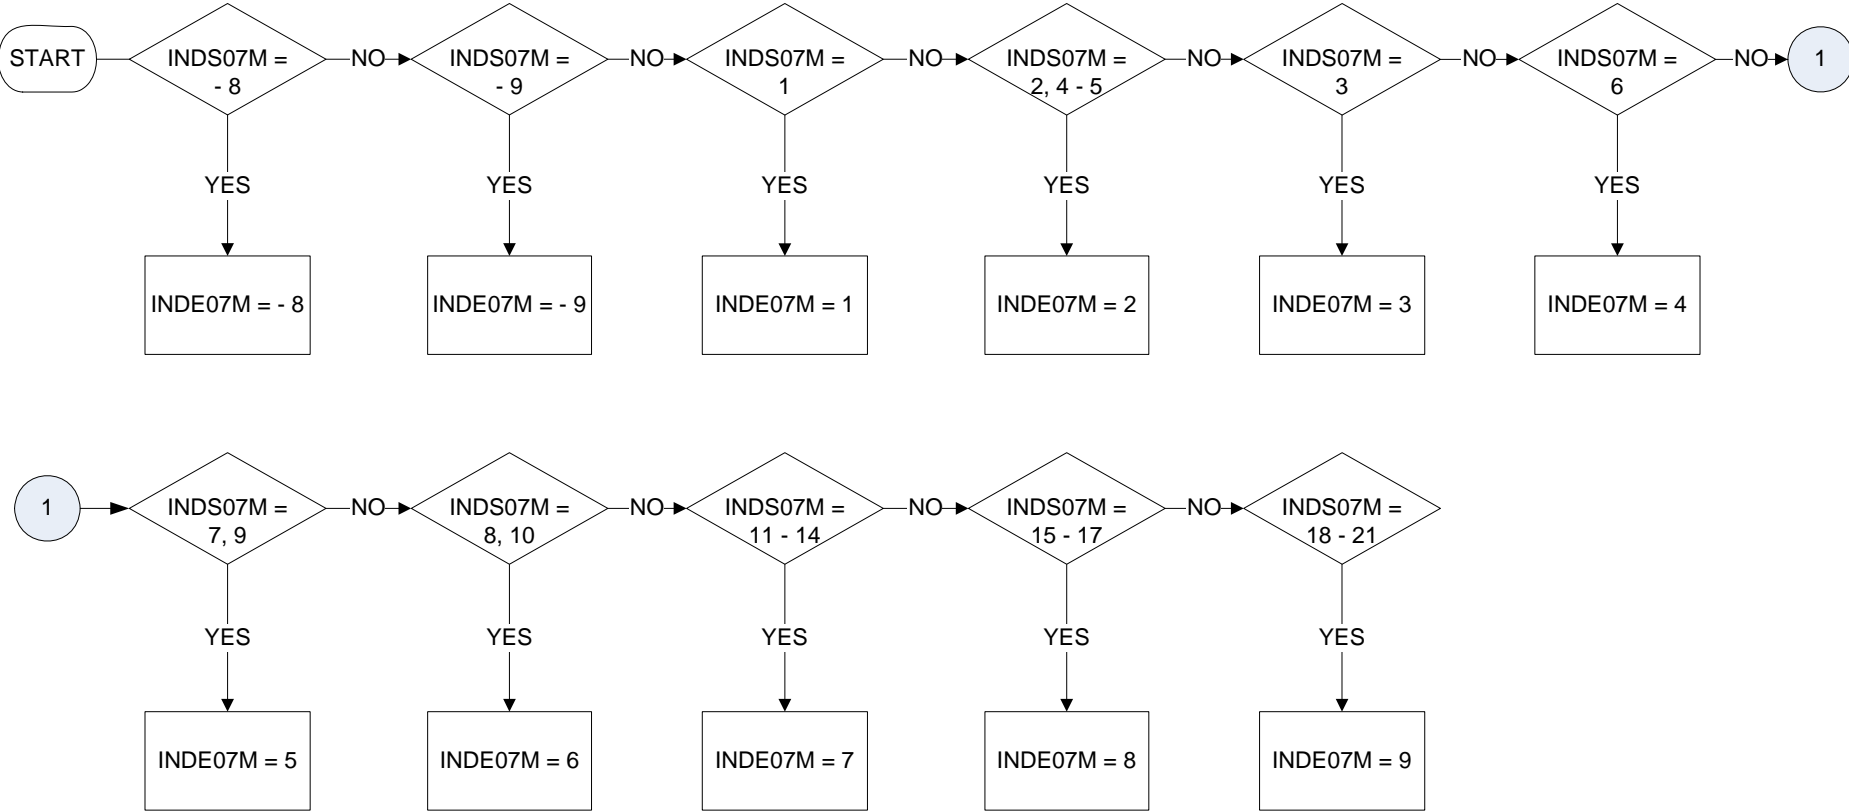 START
INDS07M =
- 8
NO
INDS07M =
- 9
NO
INDS07M =
1
NO
INDS07M =
2, 4 - 5
NO
INDS07M =
3
NO
INDS07M =
6
NO
1
YES
YES
YES
YES
YES
YES
INDE07M = - 8
INDE07M = - 9
INDE07M = 1
INDE07M = 2
INDE07M = 3
INDE07M = 4
1
INDS07M =
7, 9
NO
INDS07M =
8, 10
NO
INDS07M =
11 - 14
NO
INDS07M =
15 - 17
NO
INDS07M =
18 - 21
YES
YES
YES
YES
YES
INDE07M = 5
INDE07M = 6
INDE07M = 7
INDE07M = 8
INDE07M = 9